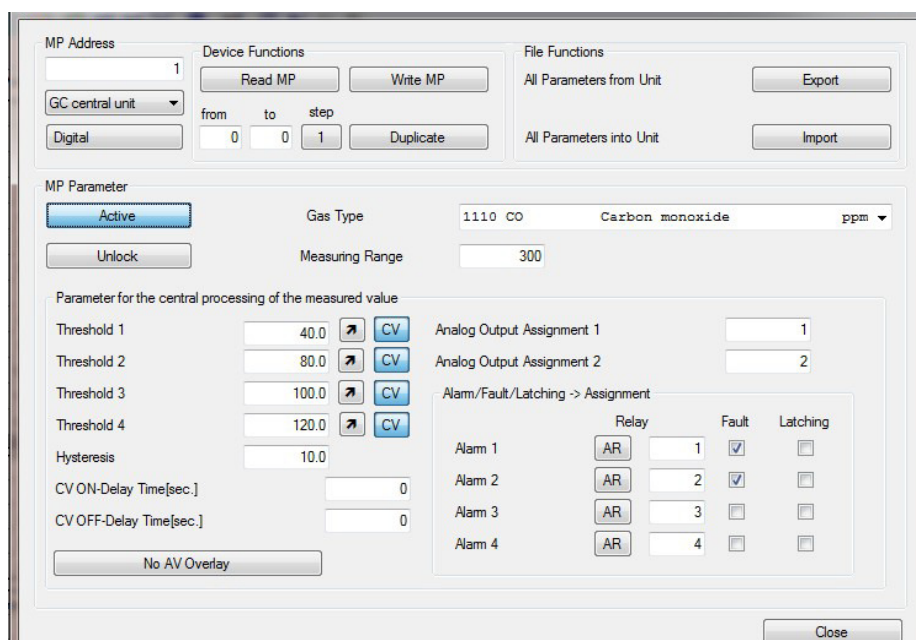 MP Address
1
GC central unit
Digital
Device Functions
Read MP Write MP
from to step
0 0 1 Duplicate
File Functions
All Parameters from Unit Export
All Parameters into Unit Import
MP Parameter
Active Gas Type 1110 CO Carbon monoxide ppm
Unlock Measuring Range 300
Parameter for the central processing of the measured value
Threshold 1 40.0 CV
Threshold 2 80.0 CV
Threshold 3 100.0 CV
Threshold 4 120.0 CV
Hysteresis 10.0
CV ON-Delay Time[sec.] 0
CV OFF-Delay Time[sec.] 0
No AV Overlay
Analog Output Assignment 1 1
Analog Output Assignment 2 2
Alarm/Fault/Latching -> Assignment
Relay Fault Latching
Alarm 1 AR 1
Alarm 2 AR 2
Alarm 3 AR 3
Alarm 4 AR 4
Close